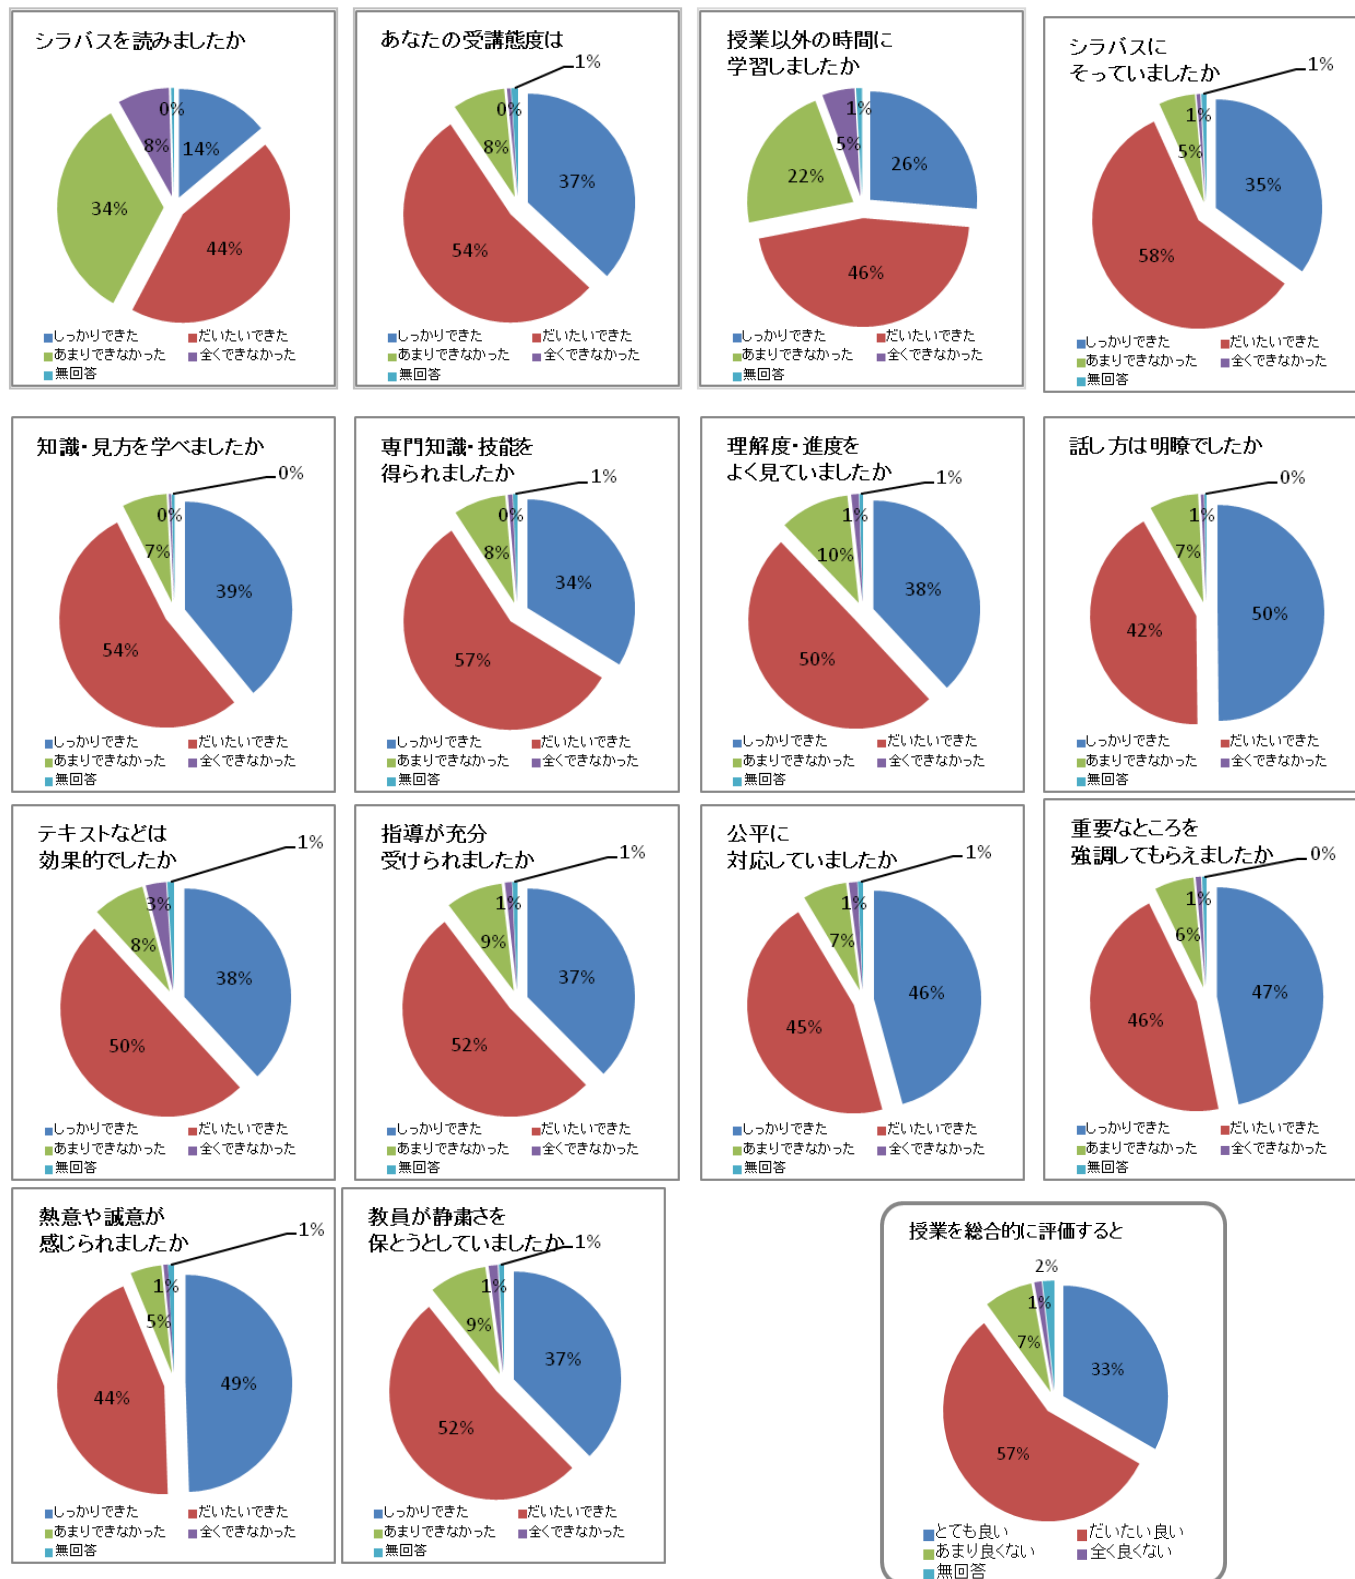 シラバスを読みましたか
0%
14%
8%
34%
44%
しっかりできた
だいたいできた
あまりできなかった
全くできなかった
無回答
あなたの受講態度は
1%
0%
8%
37%
54%
しっかりできた
だいたいできた
あまりできなかった
全くできなかった
無回答
授業以外の時間に
学習しましたか
1%
5%
26%
22%
46%
しっかりできた
だいたいできた
あまりできなかった
全くできなかった
無回答
シラバスに
そっていましたか
1%
1%
5%
35%
58%
しっかりできた
だいたいできた
あまりできなかった
全くできなかった
無回答
知識・見方を学べましたか
0%
0%
7%
39%
54%
しっかりできた
だいたいできた
あまりできなかった
全くできなかった
無回答
専門知識・技能を
得られましたか
1%
0%
8%
34%
57%
しっかりできた
だいたいできた
あまりできなかった
全くできなかった
無回答
理解度・進度を
よく見ていましたか
1%
1%
10%
38%
50%
しっかりできた
だいたいできた
あまりできなかった
全くできなかった
無回答
話し方は明瞭でしたか
0%
1%
7%
50%
42%
しっかりできた
だいたいできた
あまりできなかった
全くできなかった
無回答
テキストなどは
効果的でしたか
1%
3%
8%
38%
50%
しっかりできた
だいたいできた
あまりできなかった
全くできなかった
無回答
指導が充分
受けられましたか
1%
1%
9%
37%
52%
しっかりできた
だいたいできた
あまりできなかった
全くできなかった
無回答
公平に
対応していましたか
1%
1%
7%
46%
45%
しっかりできた
だいたいできた
あまりできなかった
全くできなかった
無回答
重要なところを
強調してもらえましたか
0%
1%
6%
47%
46%
しっかりできた
だいたいできた
あまりできなかった
全くできなかった
無回答
熱意や誠意が
感じられましたか
1%
1%
5%
49%
44%
しっかりできた
だいたいできた
あまりできなかった
全くできなかった
無回答
教員が静粛さを
保とうとしていましたか
1%
1%
9%
37%
52%
しっかりできた
だいたいできた
あまりできなかった
全くできなかった
無回答
授業を総合的に評価すると
2%
1%
7%
33%
57%
とても良い
だいたい良い
あまり良くない
全く良くない
無回答